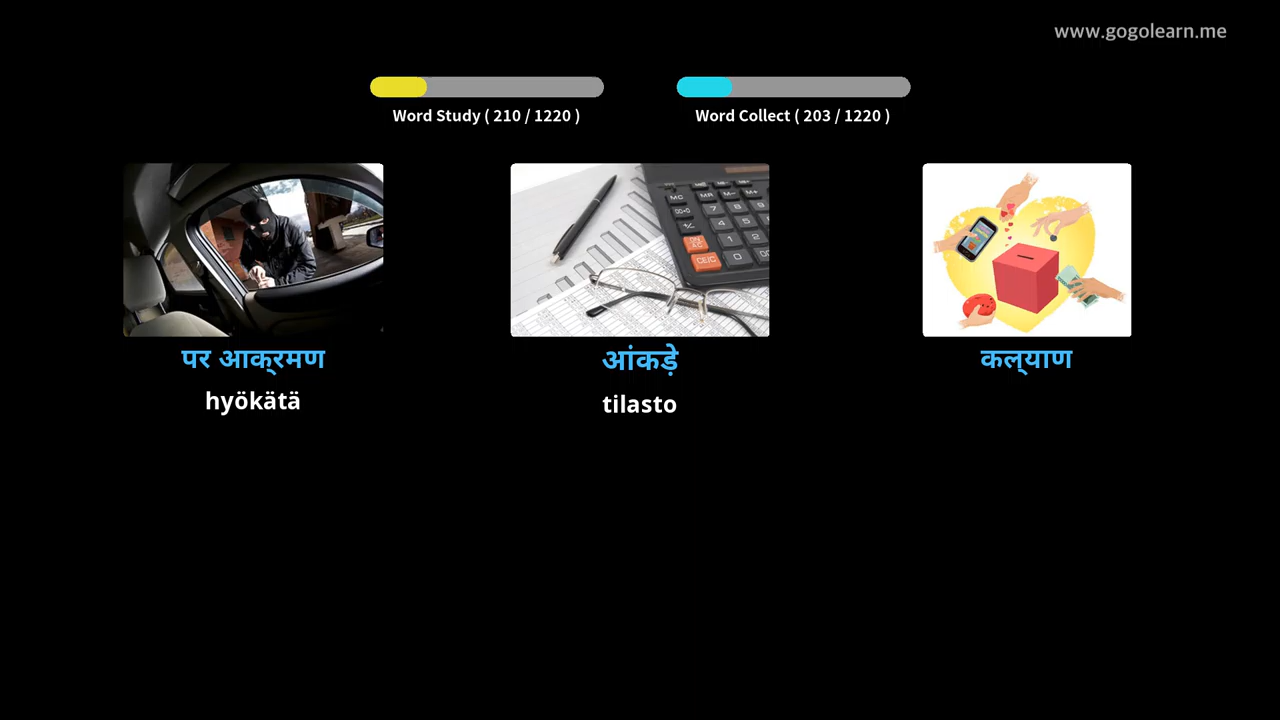 www.gogolearn.me
Word Study ( 210 / 1220 )
Word Collect ( 203 / 1220 )
पर आक्रमण
आंकड़े
कल्याण
hyökätä
tilasto